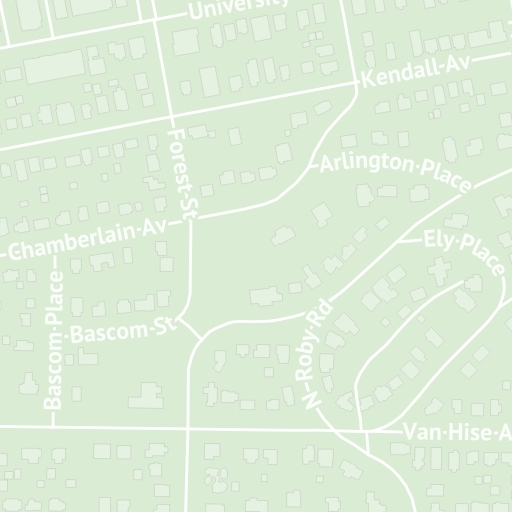 University
Kendall-Av
Forest-St
Arlington-Place
Chamberlain-Av
Ely-Place
Bascom-Place
Bascom-St
N-Roby-Rd
Van-Hise-A